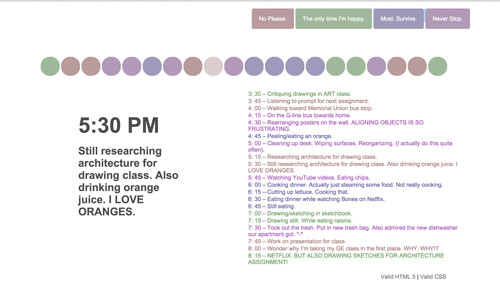 No Please.
The only time I'm happy.
Must. Survive.
Never Stop.
5:30 PM
Still researching
architecture for
drawing class. Also
drinking orange
juice. I LOVE
ORANGES.
3: 30 – Critiquing drawings in ART class.
3: 45 – Listening to prompt for next assignment.
4: 00 – Walking toward Memorial Union bus stop.
4: 15 – On the G-line bus towards home.
4: 30 – Rearranging posters on the wall. ALIGNING OBJECTS IS SO
FRUSTRATING.
4: 45 – Peeling/eating an orange.
5: 00 – Cleaning up desk. Wiping surfaces. Reorganizing. (I actually do this quite
often).
5: 15 – Researching architecture for drawing class.
5: 30 – Still researching architecture for drawing class. Also drinking orange juice. I
LOVE ORANGES.
5: 45 – Watching YouTube videos. Eating chips.
6: 00 – Cooking dinner. Actually just steaming some food. Not really cooking.
6: 15 – Cutting up lettuce. Cooking that.
6: 30 – Eating dinner while watching Bones on Netflix.
6: 45 – Still eating.
7: 00 – Drawing/sketching in sketchbook.
7: 15 – Drawing still. While eating raisins.
7: 30 – Took out the trash. Put in new trash bag. Also admired the new dishwasher
our apartment got. *-*
7: 45 – Work on presentation for class.
8: 00 – Wonder why I'm taking my GE class in the first place. WHY. WHY!?
8: 15 – NETFLIX. BUT ALSO DRAWING SKETCHES FOR ARCHITECTURE
ASSIGNMENT!
Valid HTML 5 | Valid CSS